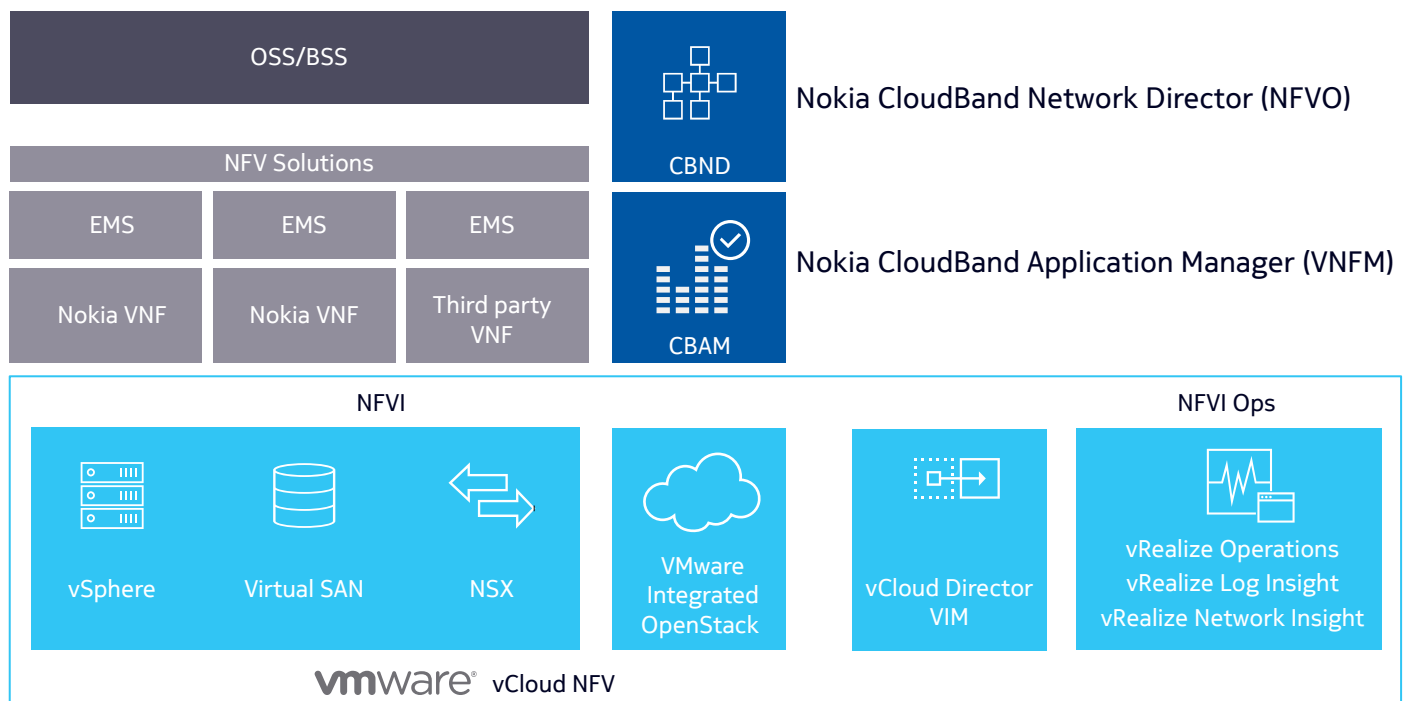 OSS/BSS
NFV Solutions
EMS
EMS
EMS
Nokia VNF
Nokia VNF
Third party
VNF
CBND
Nokia CloudBand Network Director (NFVO)
CBAM
Nokia CloudBand Application Manager (VNFM)
NFVI
NFVI Ops
vSphere
Virtual SAN
NSX
VMware
Integrated
OpenStack
vCloud Director
VIM
vRealize Operations
vRealize Log Insight
vRealize Network Insight
vmware® vCloud NFV